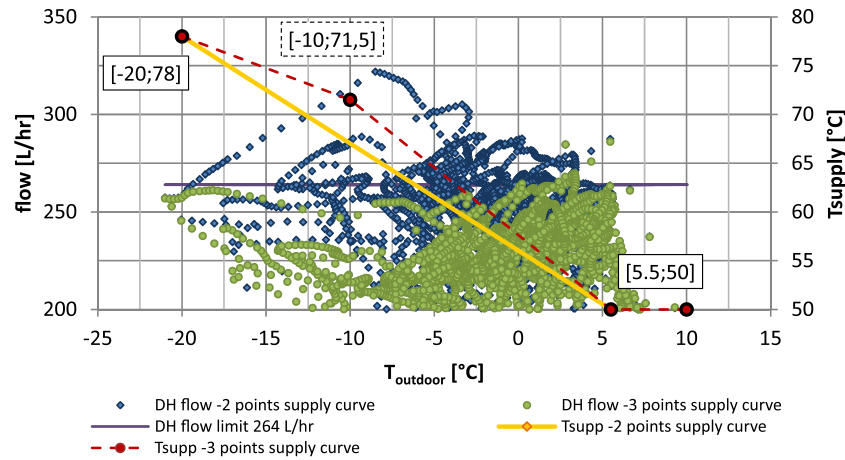 350
80
[-10;71,5]
75
[-20;78]
300
70
flow [L/hr]
65
Tsupply [°C]
250
60
[5.5;50]
55
200
50
-25 -20 -15 -10 -5 0 5 10 15
Toutdoor [°C]
DH flow -2 points supply curve
DH flow -3 points supply curve
DH flow limit 264 L/hr
Tsupp -2 points supply curve
Tsupp -3 points supply curve